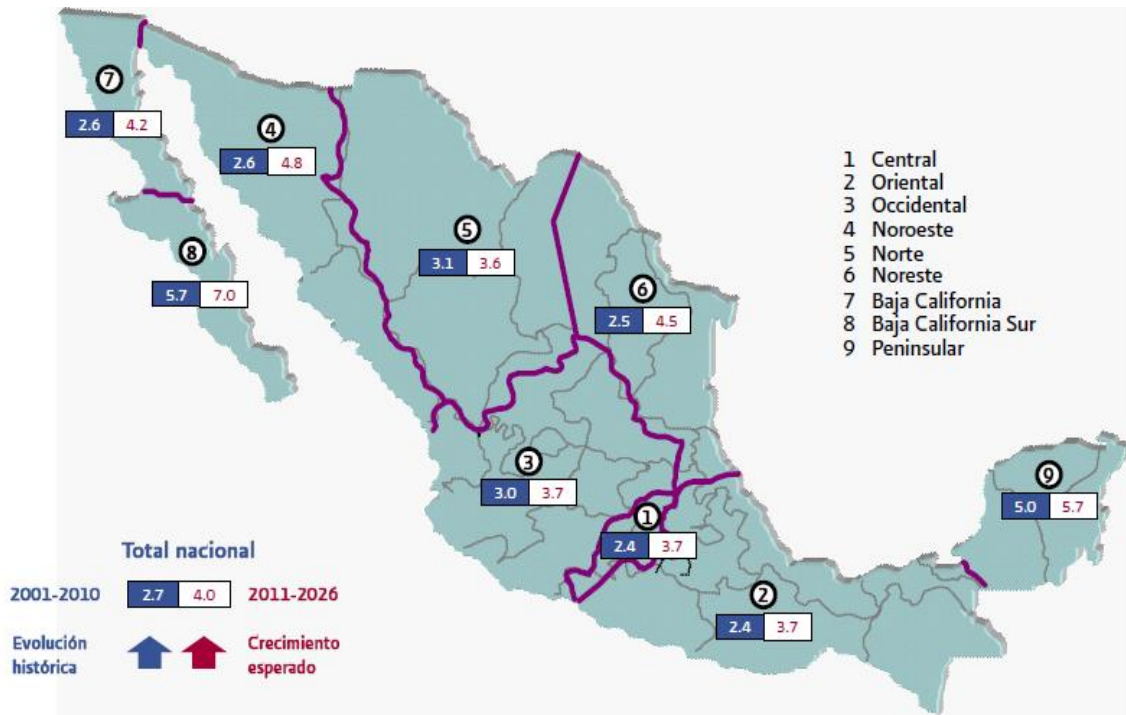 7
2.6 4.2
4
2.6 4.8
1 Central
2 Oriental
3 Occidental
4 Noroeste
5 Norte
6 Noreste
7 Baja California
8 Baja California Sur
9 Peninsular
5
3.1 3.6
8
5.7 7.0
6
2.5 4.5
3
3.0 3.7
9
5.0 5.7
1
2.4 3.7
2
2.4 3.7
Total nacional
2001-2010 2.7 4.0 2011-2026
Evolución Crecimiento
histórica esperado